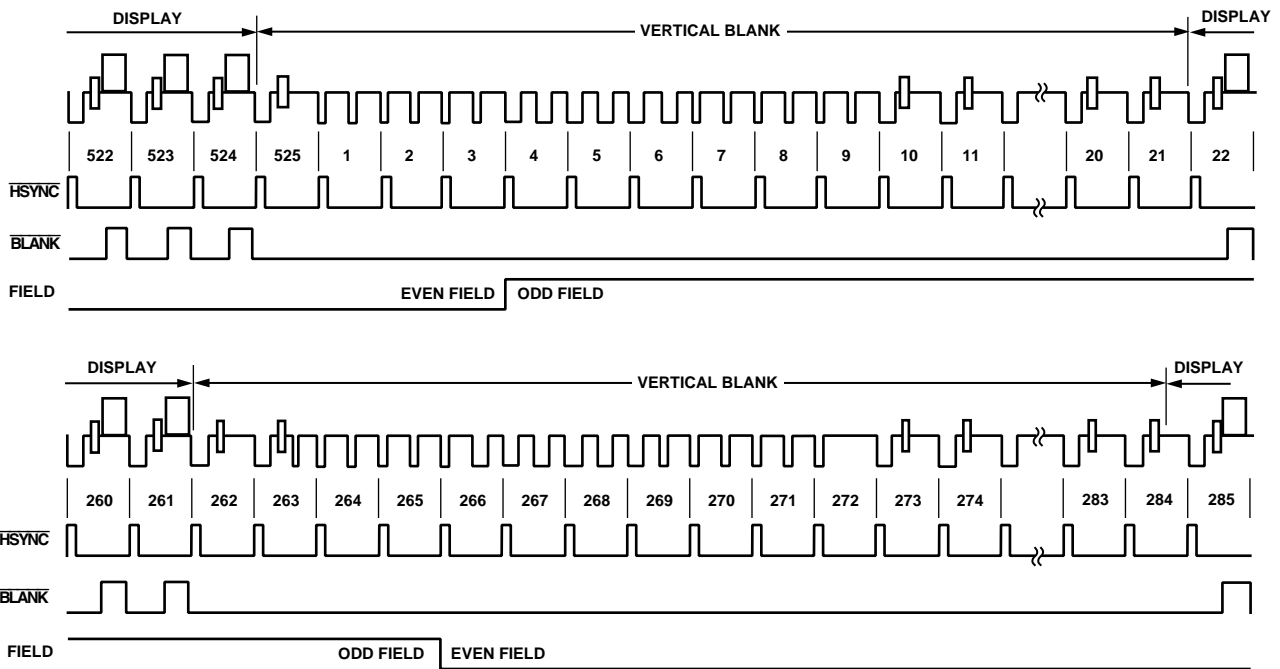 DISPLAY VERTICAL BLANK DISPLAY
522 523 524 525 1 2 3 4 5 6 7 8 9 10 11 20 21 22
HSYNC
BLANK
FIELD EVEN FIELD ODD FIELD
DISPLAY VERTICAL BLANK DISPLAY
260 261 262 263 264 265 266 267 268 269 270 271 272 273 274 283 284 285
HSYNC
BLANK
FIELD ODD FIELD EVEN FIELD